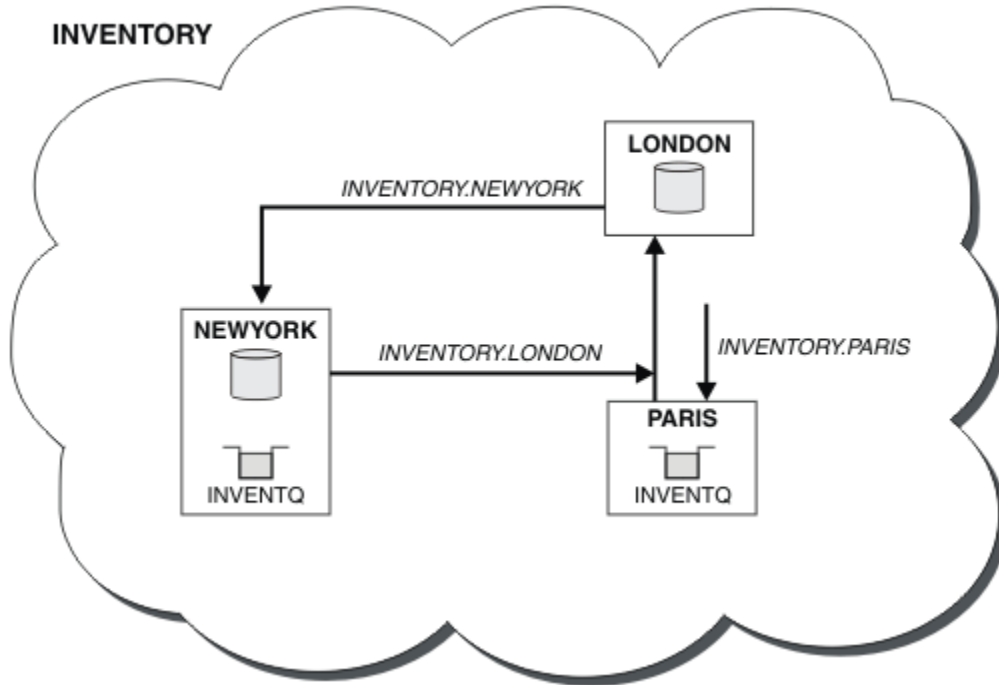 INVENTORY
LONDON
INVENTORY.NEWYORK
NEWYORK
INVENTORY.LONDON
INVENTORY.PARIS
PARIS
INVENTQ
INVENTQ